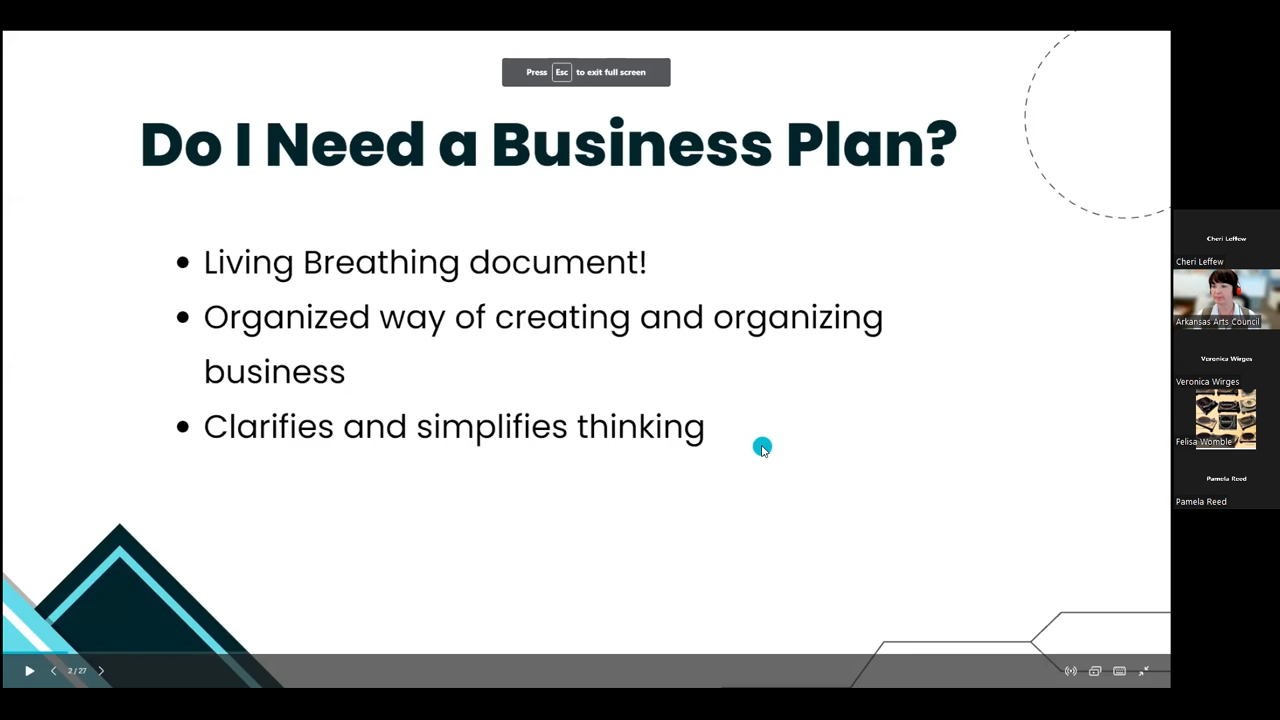 Press Esc to exit full screen
Do I Need a Business Plan?
• Living Breathing document!
• Organized way of creating and organizing
business
• Clarifies and simplifies thinking
2 / 27
Cheri Leffew
Cheri Leffew
Arkansas Arts Council
Veronica Wirges
Veronica Wirges
Felisa Womble
Pamela Reed
Pamela Reed